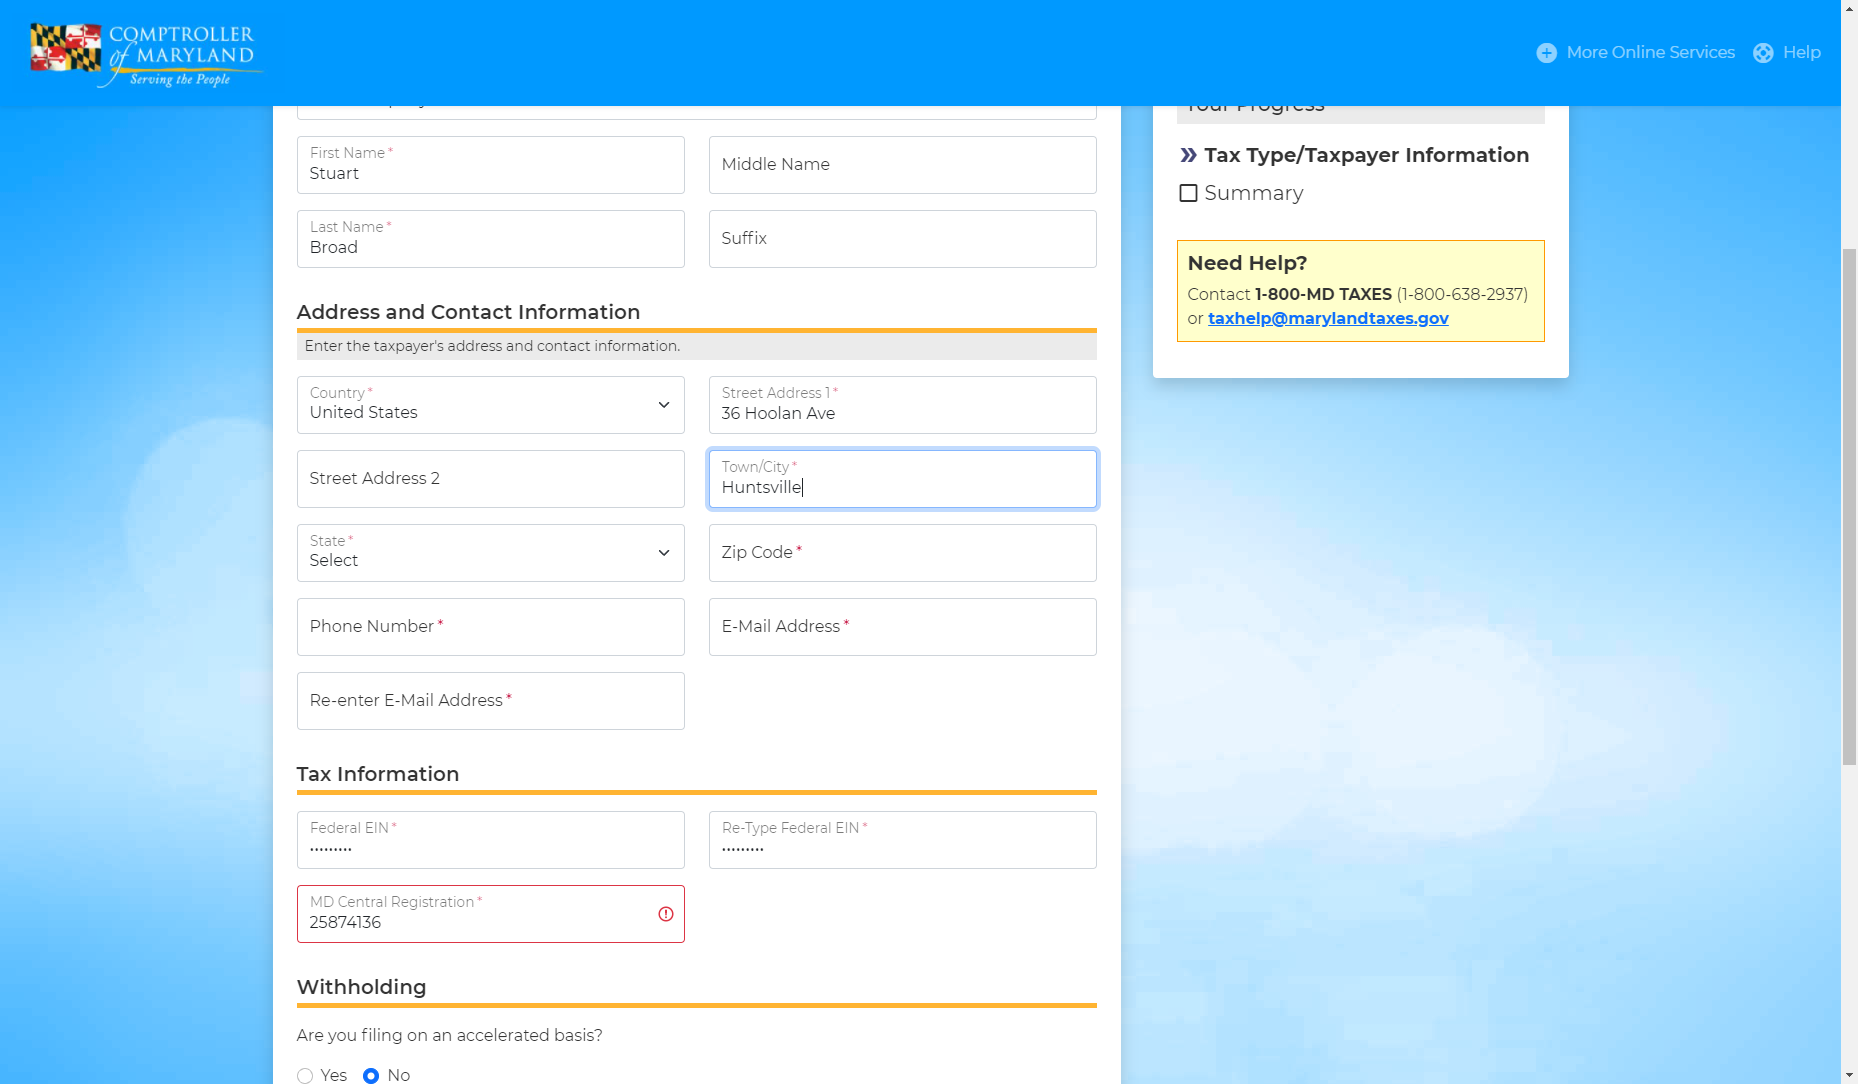 COMPTROLLER
of MARYLAND
Serving the People
More Online Services
Help
Your Progress
First Name *
Stuart
Middle Name
Tax Type/Taxpayer Information
Summary
Last Name *
Broad
Suffix
Need Help?
Contact 1-800-MD TAXES (1-800-638-2937)
or taxhelp@marylandtaxes.gov
Address and Contact Information
Enter the taxpayer's address and contact information.
Country *
United States
Street Address 1 *
36 Hoolan Ave
Street Address 2
Town/City *
Huntsville
State *
Select
Zip Code *
Phone Number *
E-Mail Address *
Re-enter E-Mail Address *
Tax Information
Federal EIN *
•••••••••
Re-Type Federal EIN *
•••••••••
MD Central Registration *
25874136
Withholding
Are you filing on an accelerated basis?
Yes No